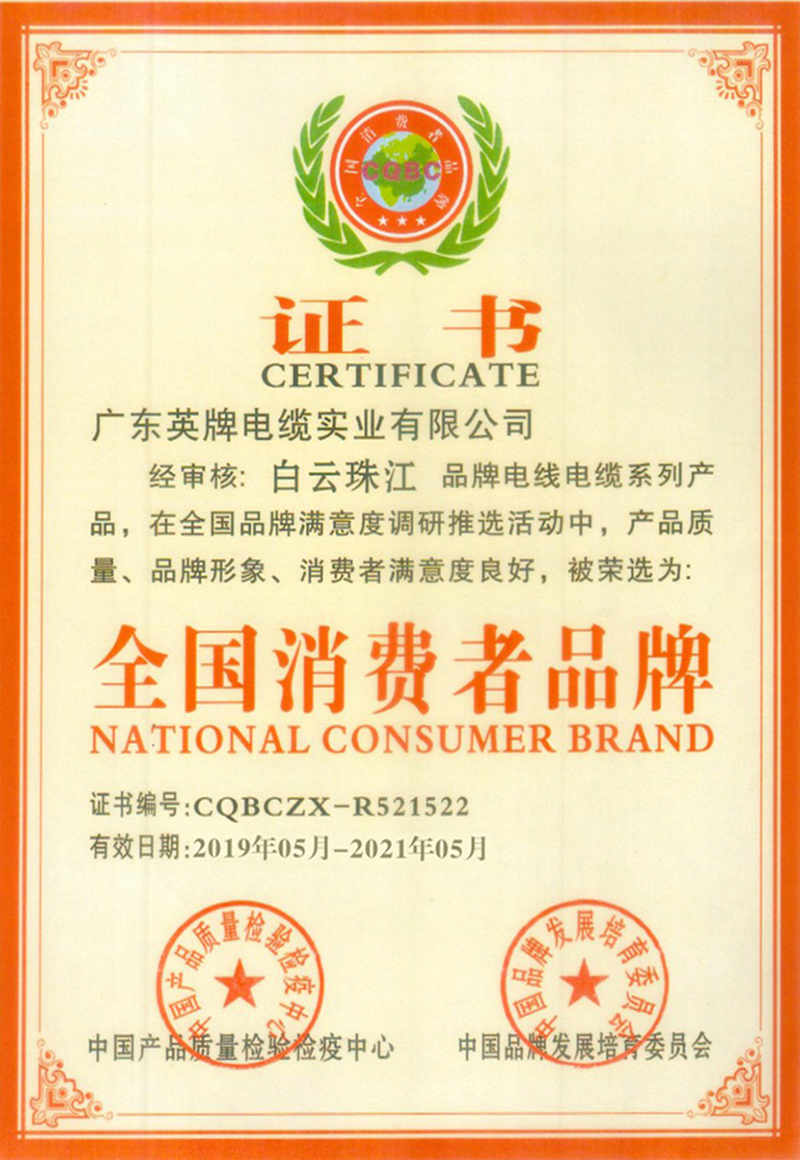 全国消费者品牌
CQBC
证书
CERTIFICATE
广东英牌电缆实业有限公司
经审核: 白云珠江 品牌电线电缆系列产
品，在全国品牌满意度调研推选活动中，产品质
量、品牌形象、消费者满意度良好，被荣选为:
全国消费者品牌
NATIONAL CONSUMER BRAND
证书编号:CQBCZX-R521522
有效日期:2019年05月-2021年05月
中国产品质量检验检疫中心
中国品牌发展培育委员会
中国产品质量检验检疫中心
中国品牌发展培育委员会